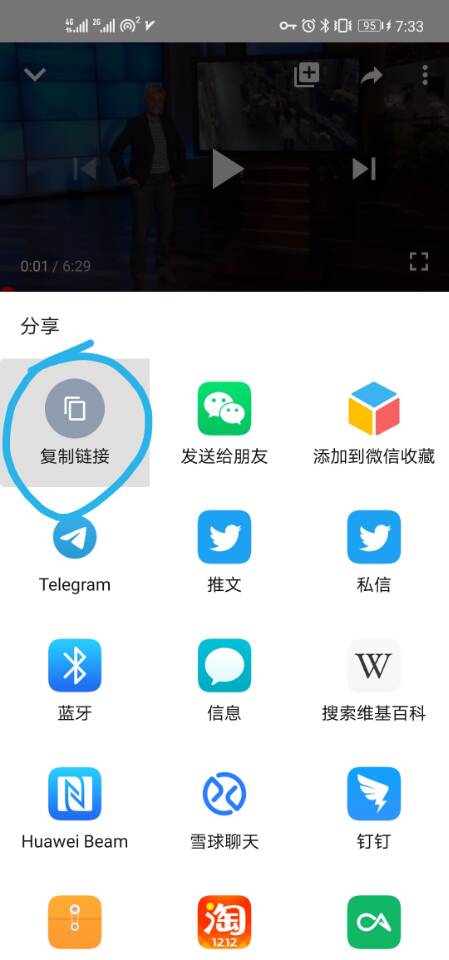 4G 2G 2 95 7:33
0:01 / 6:29
分享
复制链接
发送给朋友
添加到微信收藏
Telegram
推文
私信
蓝牙
信息
W
搜索维基百科
Huawei Beam
雪球聊天
钉钉
淘
12.12